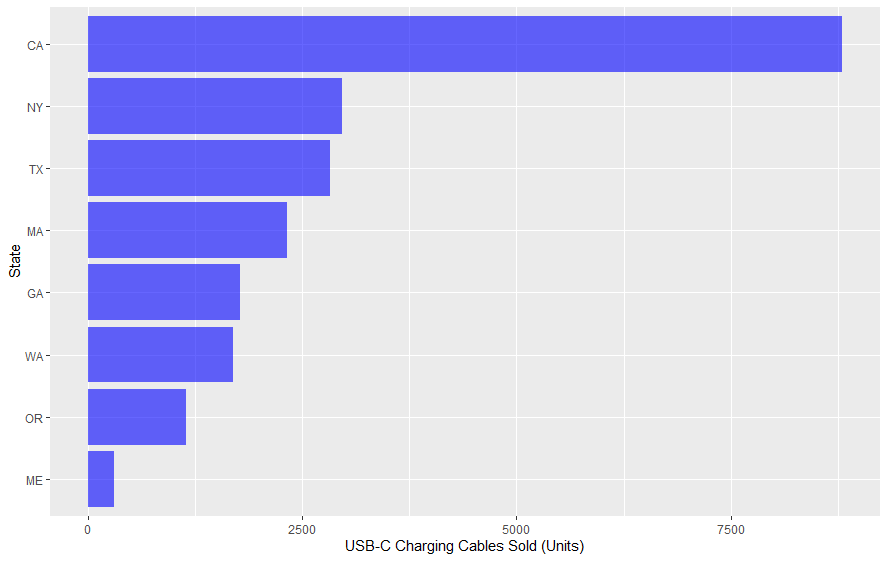 CA
NY
TX
MA
GA
WA
OR
ME
State
0
2500
5000
7500
USB-C Charging Cables Sold (Units)